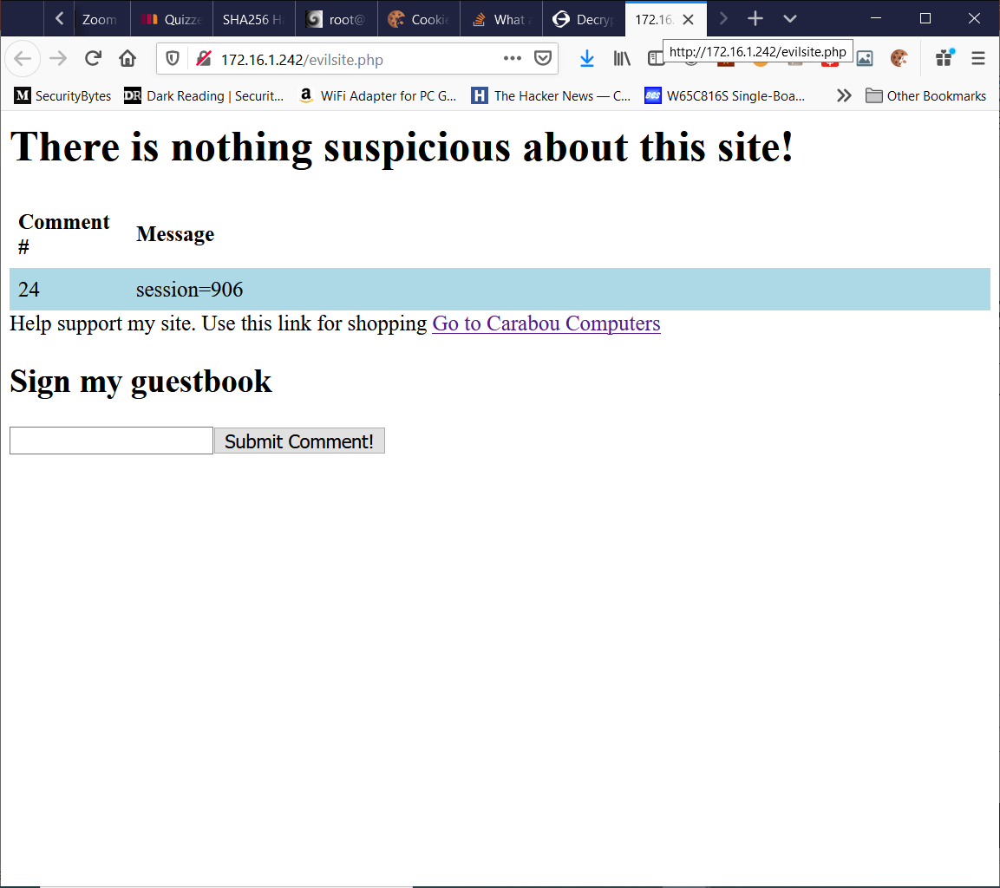 Zoom Quizze SHA256 H root@ Cookie What Decryp 172.16.
172.16.1.242/evilsite.php
http://172.16.1.242/evilsite.php
M SecurityBytes DR Dark Reading | Securit... a WiFi Adapter for PC G... H The Hacker News — C... W65C816S Single-Boa... Other Bookmarks
There is nothing suspicious about this site!
Comment
# Message
24 session=906
Help support my site. Use this link for shopping Go to Carabou Computers
Sign my guestbook
Submit Comment!